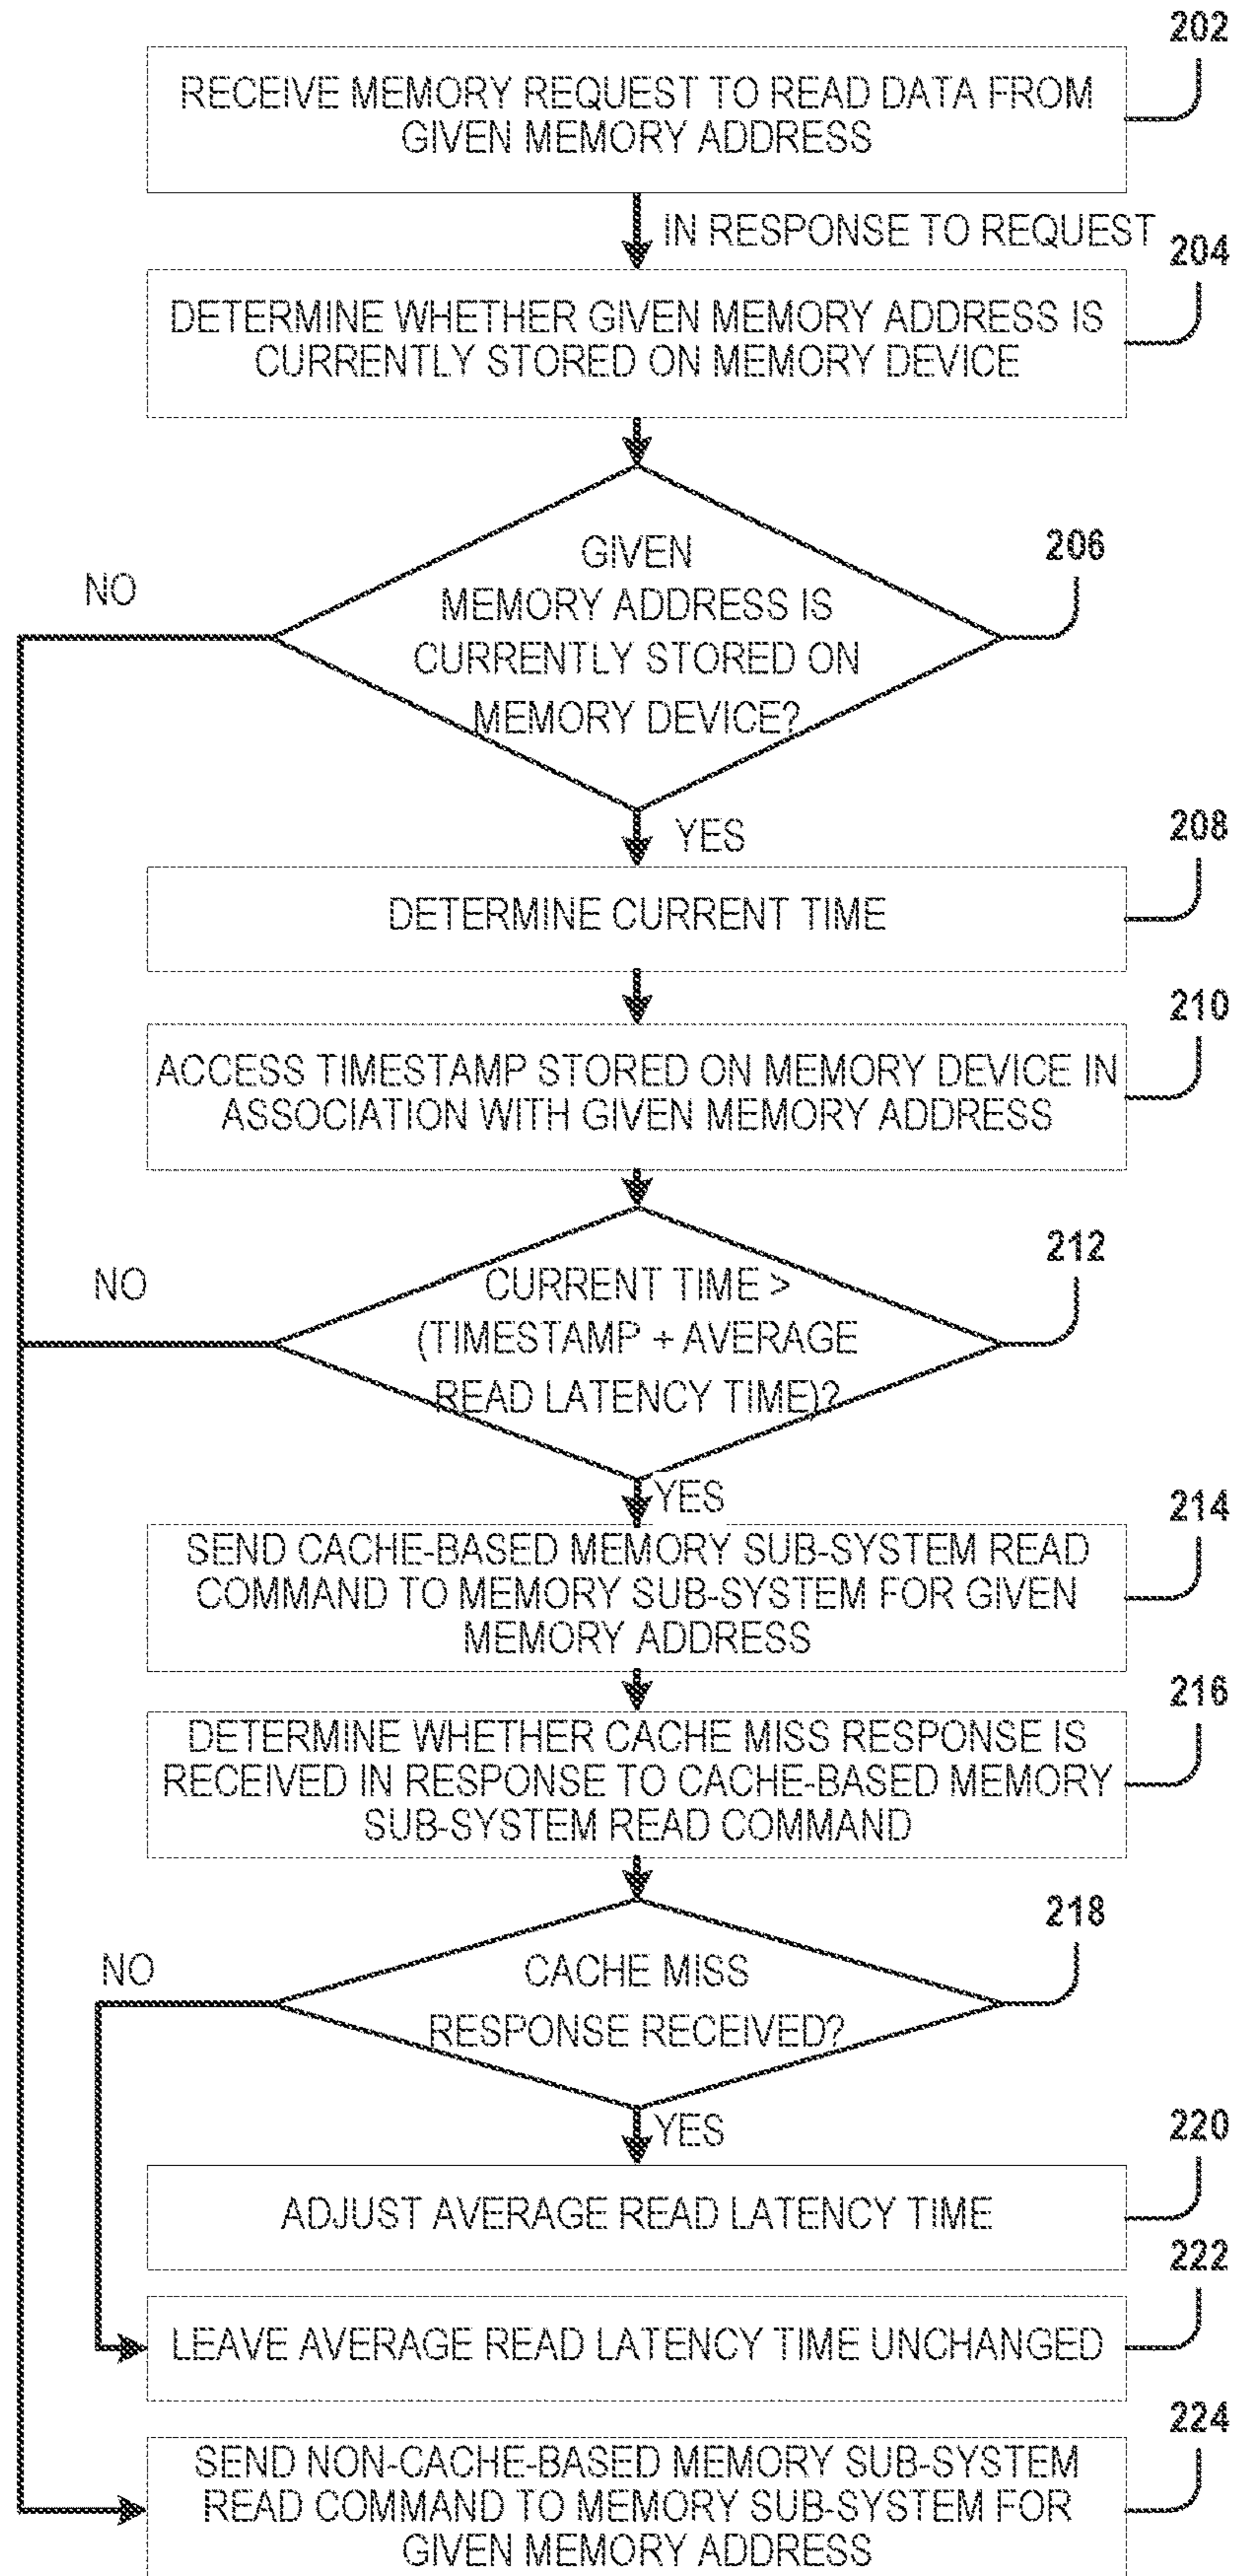 202
RECEIVE MEMORY REQUEST TO READ DATA FROM
GIVEN MEMORY ADDRESS
IN RESPONSE TO REQUEST
204
DETERMINE WHETHER GIVEN MEMORY ADDRESS IS
CURRENTLY STORED ON MEMORY DEVICE
206
NO
GIVEN
MEMORY ADDRESS IS
CURRENTLY STORED ON
MEMORY DEVICE?
YES
208
DETERMINE CURRENT TIME
210
ACCESS TIMESTAMP STORED ON MEMORY DEVICE IN
ASSOCIATION WITH GIVEN MEMORY ADDRESS
212
NO
CURRENT TIME >
(TIMESTAMP + AVERAGE
READ LATENCY TIME)?
YES
214
SEND CACHE-BASED MEMORY SUB-SYSTEM READ
COMMAND TO MEMORY SUB-SYSTEM FOR GIVEN
MEMORY ADDRESS
216
DETERMINE WHETHER CACHE MISS RESPONSE IS
RECEIVED IN RESPONSE TO CACHE-BASED MEMORY
SUB-SYSTEM READ COMMAND
218
NO
CACHE MISS
RESPONSE RECEIVED?
YES
220
ADJUST AVERAGE READ LATENCY TIME
222
LEAVE AVERAGE READ LATENCY TIME UNCHANGED
224
SEND NON-CACHE-BASED MEMORY SUB-SYSTEM
READ COMMAND TO MEMORY SUB-SYSTEM FOR
GIVEN MEMORY ADDRESS